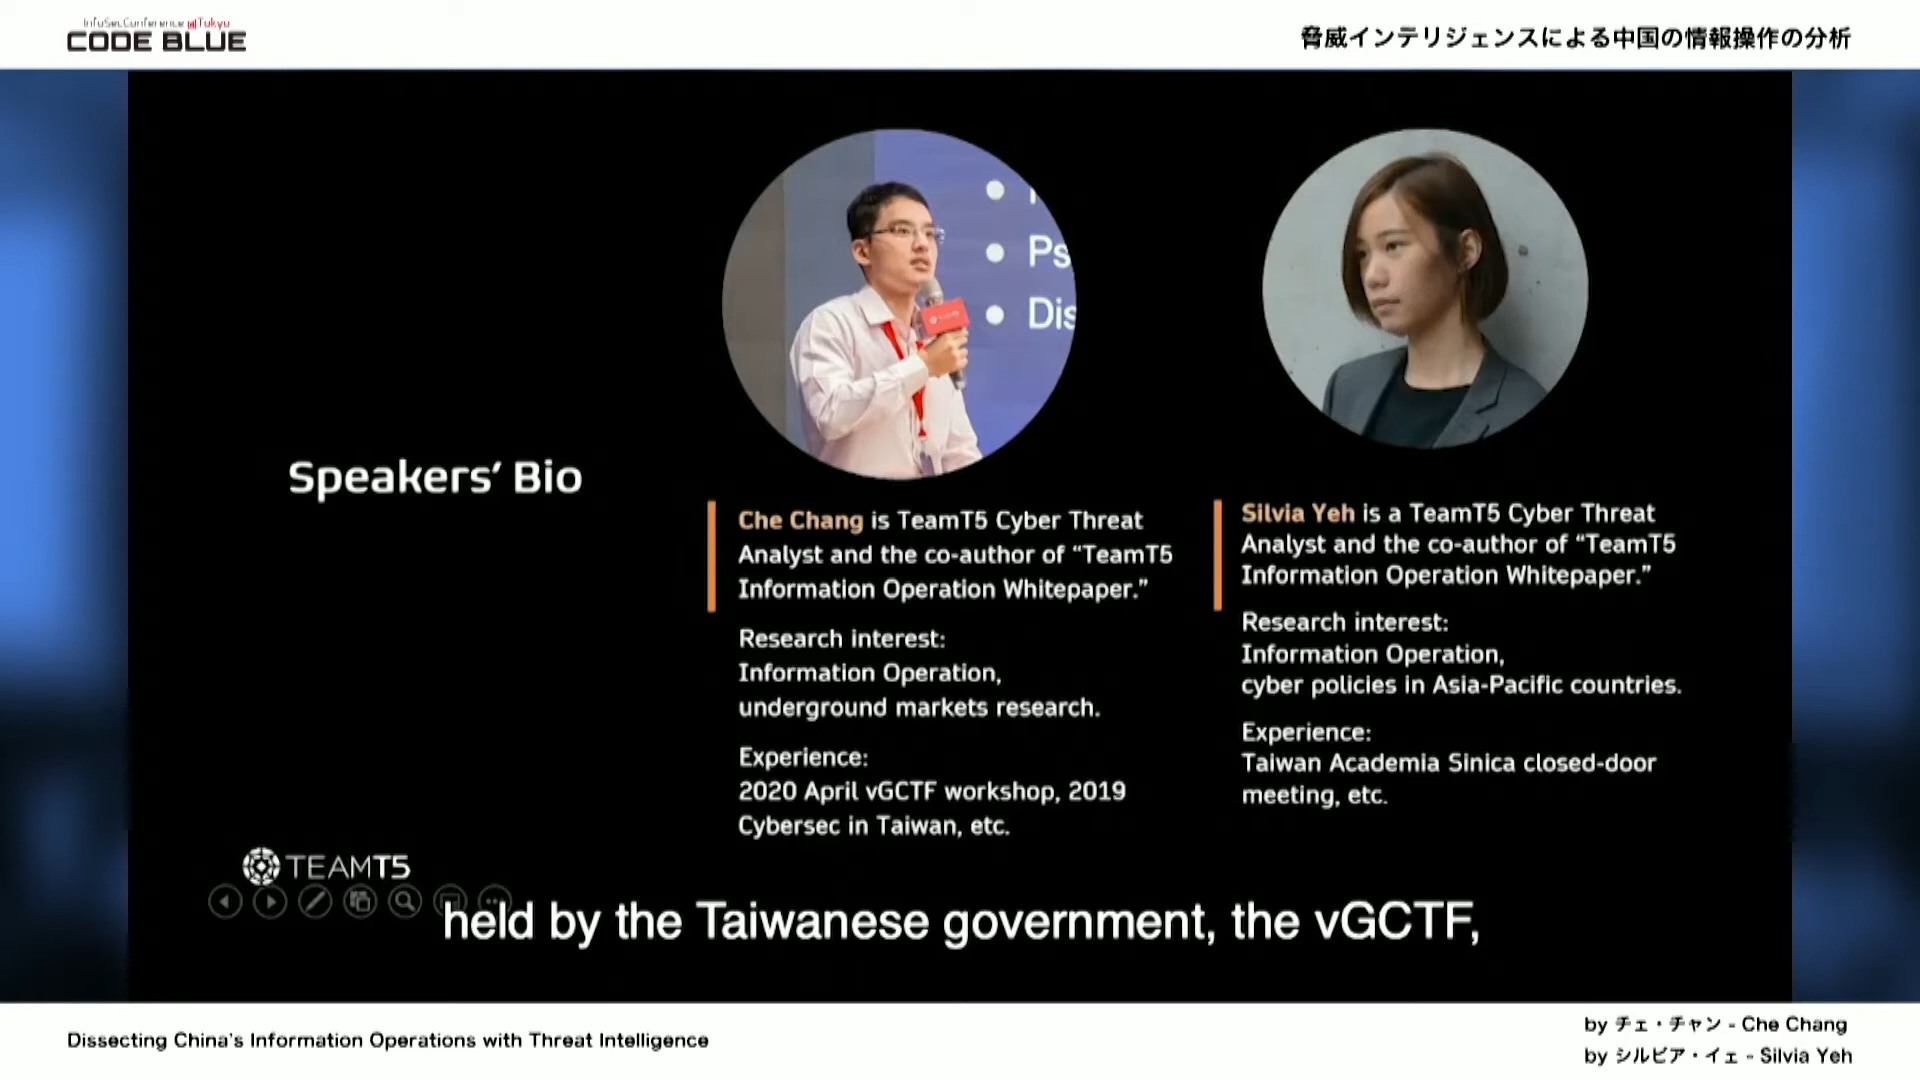 InfoSecConference @Tokyo
CODE BLUE
脅威インテリジェンスによる中国の情報操作の分析
Ps
Dis
Speakers’ Bio
Che Chang is TeamT5 Cyber Threat
Analyst and the co-author of “TeamT5
Information Operation Whitepaper.”
Research interest:
Information Operation,
underground markets research.
Experience:
2020 April vGCTF workshop, 2019
Cybersec in Taiwan, etc.
Silvia Yeh is a TeamT5 Cyber Threat
Analyst and the co-author of “TeamT5
Information Operation Whitepaper.”
Research interest:
Information Operation,
cyber policies in Asia-Pacific countries.
Experience:
Taiwan Academia Sinica closed-door
meeting, etc.
TEAMT5
held by the Taiwanese government, the vGCTF,
Dissecting China's Information Operations with Threat Intelligence
by チェ・チャン - Che Chang
by シルビア・イェ - Silvia Yeh